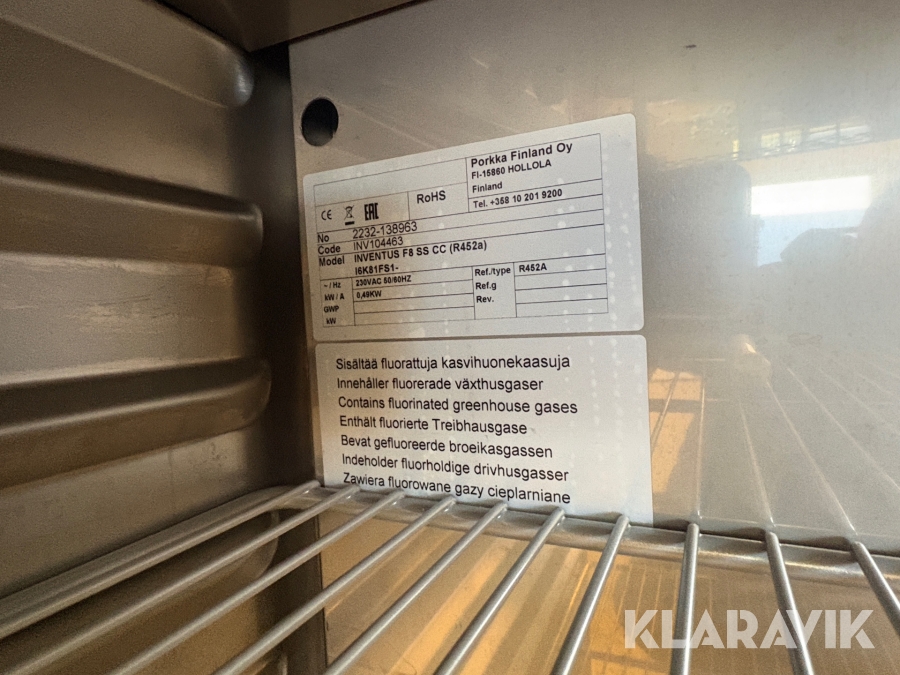 Porkka Finland Oy
FI-15860 HOLLOLA
Finland
Tel. +358 10 201 9200
CE EAC RoHS
No 2232-138963
Code INV104463
Model INVENTUS F8 SS CC (R452a)
I6K81FS1-
~ / Hz 230VAC 50/60HZ
kW / A 0,49KW
GWP
kW
Ref./type R452A
Ref.g
Rev.
Sisältää fluorattuja kasvihuonekaasuja
Innehåller fluorerade växthusgaser
Contains fluorinated greenhouse gases
Enthält fluorierte Treibhausgase
Bevat gefluoreerde broeikasgassen
Indeholder fluorholdige drivhusgasser
Zawiera fluorowane gazy cieplarniane
KLARAVIK